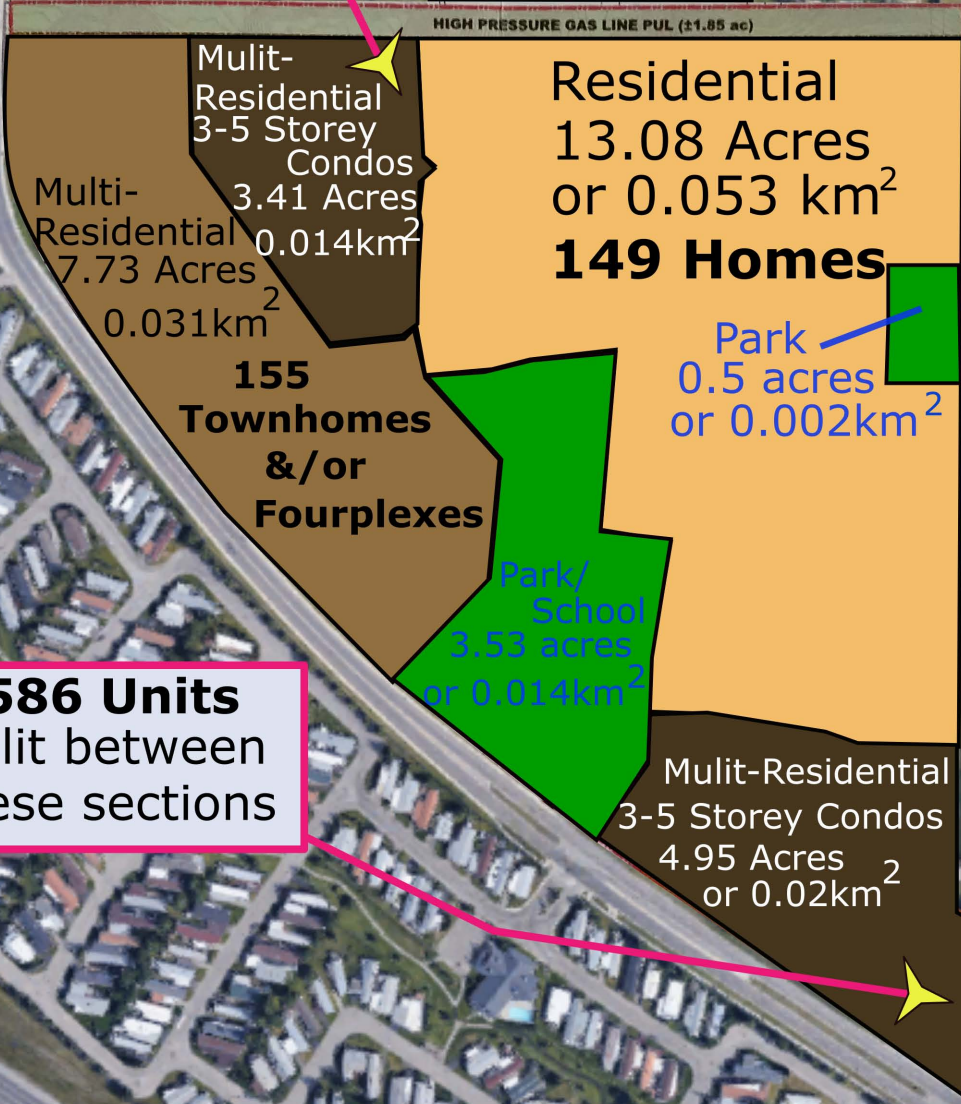 HIGH PRESSURE GAS LINE PUL (±1.85 ac)
Mulit-
Residential
3-5 Storey
Condos
3.41 Acres
0.014km²
Residential
13.08 Acres
or 0.053 km²
149 Homes
Multi-
Residential
7.73 Acres
0.031km²
155
Townhomes
&/or
Fourplexes
Park
0.5 acres
or 0.002km²
Park/
School
3.53 acres
or 0.014km²
586 Units
lit between
ese sections
Mulit-Residential
3-5 Storey Condos
4.95 Acres
or 0.02km²